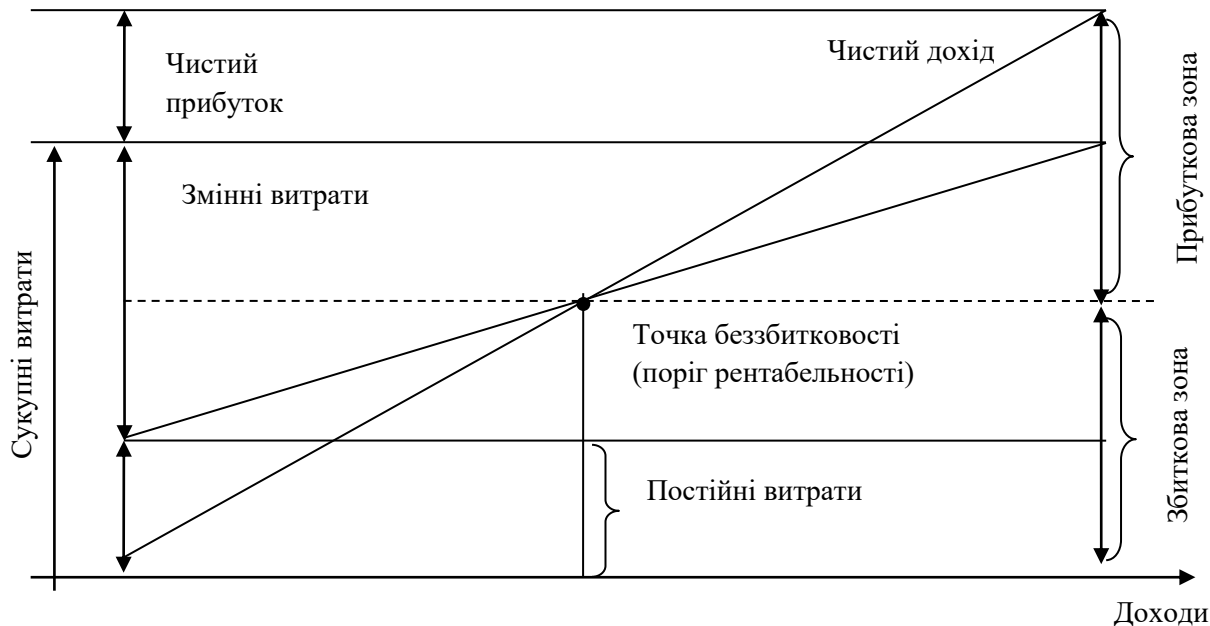 Чистий
прибуток
Чистий дохід
Прибуткова зона
Змінні витрати
Сукупні витрати
Точка беззбитковості
(поріг рентабельності)
Збиткова зона
Постійні витрати
Доходи